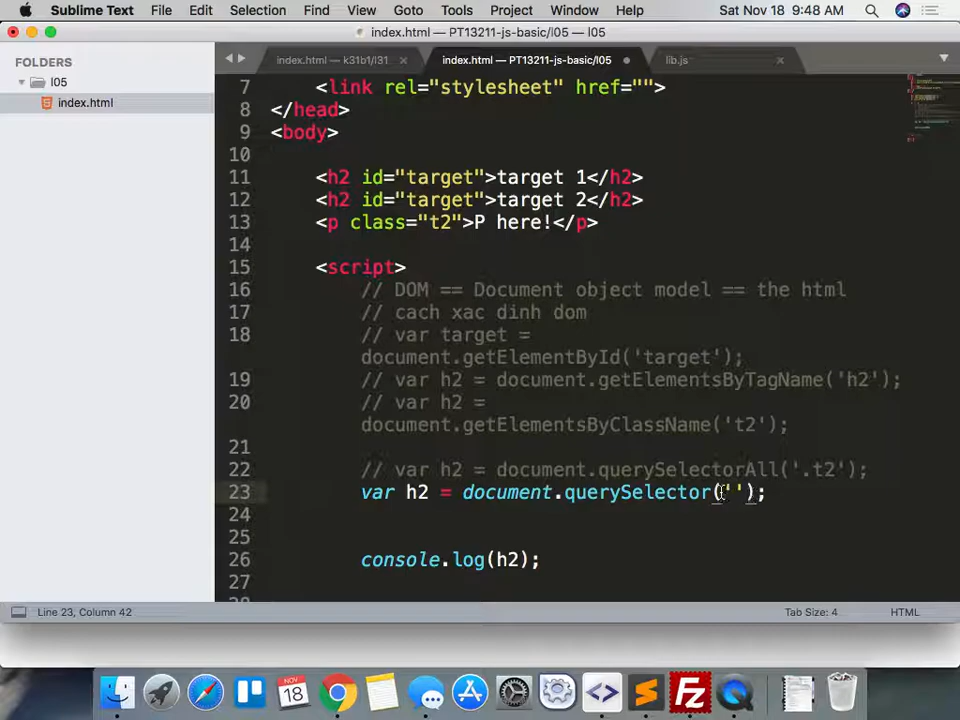 Sublime Text File Edit Selection Find View Goto Tools Project Window Help Sat Nov 18 9:48 AM
index.html — PT13211-js-basic/l05 — l05
FOLDERS
l05
index.html
index.html — k31b1/l31
index.html — PT13211-js-basic/l05
lib.js
7 <link rel="stylesheet" href="">
8 </head>
9 <body>
10
11 <h2 id="target">target 1</h2>
12 <h2 id="target">target 2</h2>
13 <p class="t2">P here!</p>
14
15 <script>
16 // DOM == Document object model == the html
17 // cach xac dinh dom
18 // var target =
document.getElementById('target');
19 // var h2 = document.getElementsByTagName('h2');
20 // var h2 =
document.getElementsByClassName('t2');
21
22 // var h2 = document.querySelectorAll('.t2');
23 var h2 = document.querySelector('');
24
25
26 console.log(h2);
27
Line 23, Column 42 Tab Size: 4 HTML
NOV
18